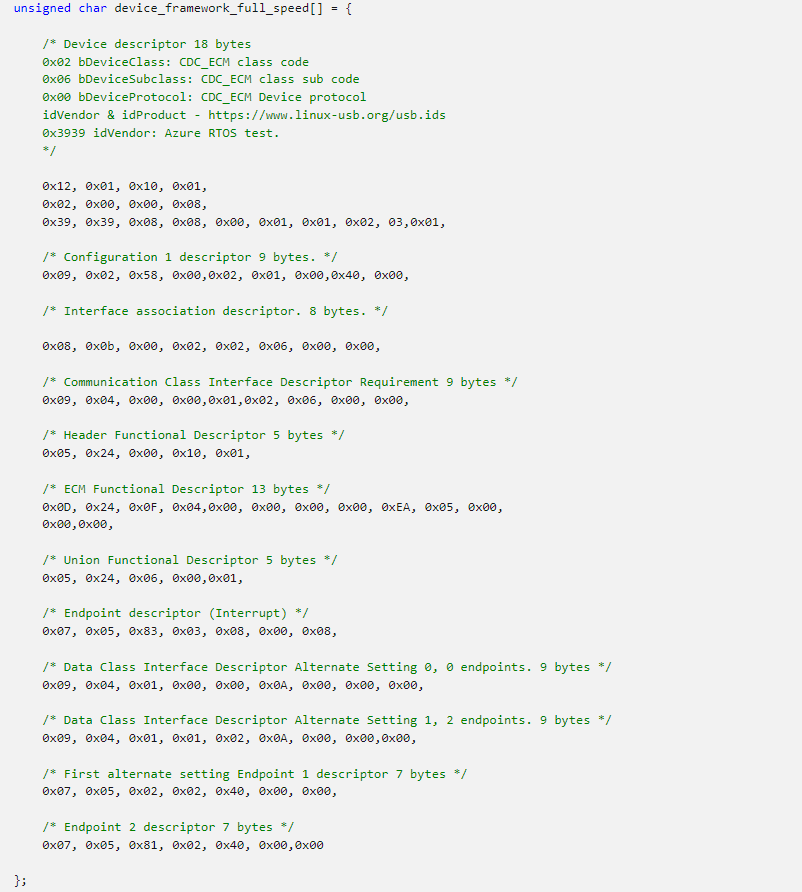 unsigned char device_framework_full_speed[] = {
/* Device descriptor 18 bytes
0x02 bDeviceClass: CDC_ECM class code
0x06 bDeviceSubclass: CDC_ECM class sub code
0x00 bDeviceProtocol: CDC_ECM Device protocol
idVendor & idProduct - https://www.linux-usb.org/usb.ids
0x3939 idVendor: Azure RTOS test.
*/
0x12, 0x01, 0x10, 0x01,
0x02, 0x00, 0x00, 0x08,
0x39, 0x39, 0x08, 0x08, 0x00, 0x01, 0x01, 0x02, 03,0x01,
/* Configuration 1 descriptor 9 bytes. */
0x09, 0x02, 0x58, 0x00,0x02, 0x01, 0x00,0x40, 0x00,
/* Interface association descriptor. 8 bytes. */
0x08, 0x0b, 0x00, 0x02, 0x02, 0x06, 0x00, 0x00,
/* Communication Class Interface Descriptor Requirement 9 bytes */
0x09, 0x04, 0x00, 0x00,0x01,0x02, 0x06, 0x00, 0x00,
/* Header Functional Descriptor 5 bytes */
0x05, 0x24, 0x00, 0x10, 0x01,
/* ECM Functional Descriptor 13 bytes */
0x0D, 0x24, 0x0F, 0x04,0x00, 0x00, 0x00, 0x00, 0xEA, 0x05, 0x00,
0x00,0x00,
/* Union Functional Descriptor 5 bytes */
0x05, 0x24, 0x06, 0x00,0x01,
/* Endpoint descriptor (Interrupt) */
0x07, 0x05, 0x83, 0x03, 0x08, 0x00, 0x08,
/* Data Class Interface Descriptor Alternate Setting 0, 0 endpoints. 9 bytes */
0x09, 0x04, 0x01, 0x00, 0x00, 0x0A, 0x00, 0x00, 0x00,
/* Data Class Interface Descriptor Alternate Setting 1, 2 endpoints. 9 bytes */
0x09, 0x04, 0x01, 0x01, 0x02, 0x0A, 0x00, 0x00,0x00,
/* First alternate setting Endpoint 1 descriptor 7 bytes */
0x07, 0x05, 0x02, 0x02, 0x40, 0x00, 0x00,
/* Endpoint 2 descriptor 7 bytes */
0x07, 0x05, 0x81, 0x02, 0x40, 0x00,0x00
};